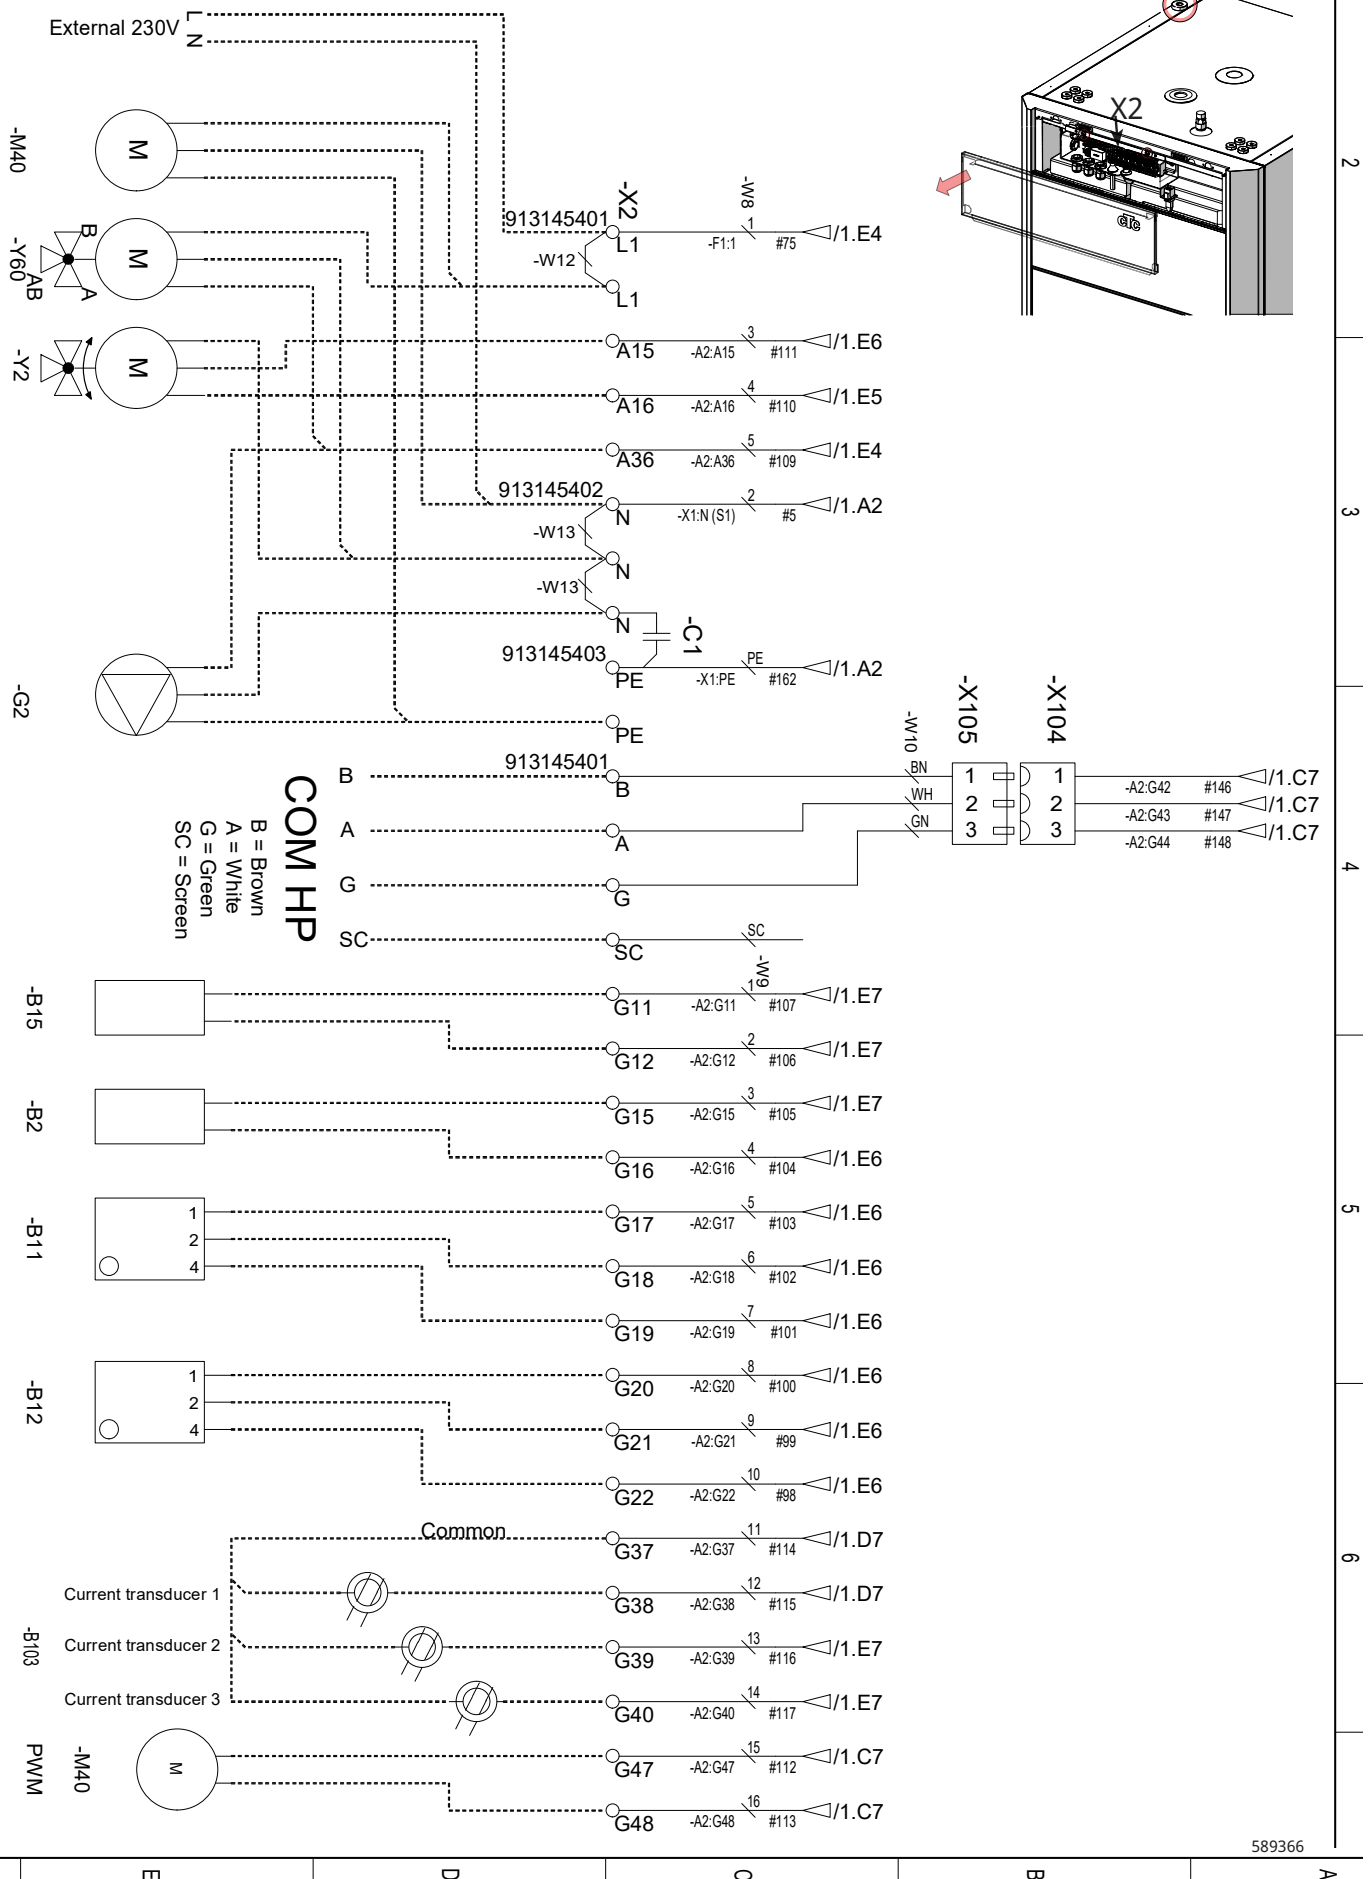 External 230V
L
N
X2
CTC
2
-M40
M
-Y60
B
AB
A
M
-Y2
M
-X2
-W8
913145401
L1
-F1:1
1
#75
/1.E4
-W12
L1
A15
-A2:A15
3
#111
/1.E6
A16
-A2:A16
4
#110
/1.E5
A36
-A2:A36
5
#109
/1.E4
913145402
N
-X1:N (S1)
2
#5
/1.A2
3
-W13
N
-W13
N
-C1
913145403
PE
-X1:PE
PE
#162
/1.A2
-G2
PE
-X105
-X104
-W10
913145401
B
B
BN
1
1
-A2:G42
#146
/1.C7
WH
2
2
-A2:G43
#147
/1.C7
A
A
GN
3
3
-A2:G44
#148
/1.C7
4
G
G
SC
SC
SC
COM HP
B = Brown
A = White
G = Green
SC = Screen
-W9
-B15
G11
-A2:G11
1
#107
/1.E7
G12
-A2:G12
2
#106
/1.E7
-B2
G15
-A2:G15
3
#105
/1.E7
G16
-A2:G16
4
#104
/1.E6
5
-B11
1
2
4
G17
-A2:G17
5
#103
/1.E6
G18
-A2:G18
6
#102
/1.E6
G19
-A2:G19
7
#101
/1.E6
-B12
1
2
4
G20
-A2:G20
8
#100
/1.E6
G21
-A2:G21
9
#99
/1.E6
G22
-A2:G22
10
#98
/1.E6
Common
G37
-A2:G37
11
#114
/1.D7
6
-B103
Current transducer 1
G38
-A2:G38
12
#115
/1.D7
Current transducer 2
G39
-A2:G39
13
#116
/1.E7
Current transducer 3
G40
-A2:G40
14
#117
/1.E7
PWM
-M40
M
G47
-A2:G47
15
#112
/1.C7
G48
-A2:G48
16
#113
/1.C7
589366
E
D
C
B
A